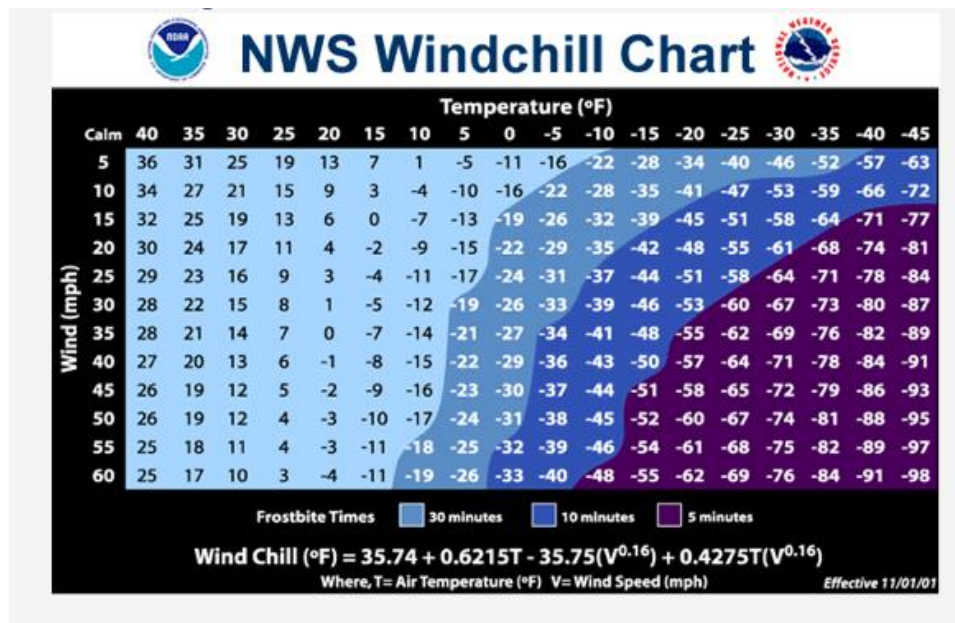 NWS Windchill Chart
Temperature (ºF)
Calm 40 35 30 25 20 15 10 5 0 -5 -10 -15 -20 -25 -30 -35 -40 -45
5 36 31 25 19 13 7 1 -5 -11 -16 -22 -28 -34 -40 -46 -52 -57 -63
10 34 27 21 15 9 3 -4 -10 -16 -22 -28 -35 -41 -47 -53 -59 -66 -72
15 32 25 19 13 6 0 -7 -13 -19 -26 -32 -39 -45 -51 -58 -64 -71 -77
20 30 24 17 11 4 -2 -9 -15 -22 -29 -35 -42 -48 -55 -61 -68 -74 -81
25 29 23 16 9 3 -4 -11 -17 -24 -31 -37 -44 -51 -58 -64 -71 -78 -84
30 28 22 15 8 1 -5 -12 -19 -26 -33 -39 -46 -53 -60 -67 -73 -80 -87
35 28 21 14 7 0 -7 -14 -21 -27 -34 -41 -48 -55 -62 -69 -76 -82 -89
40 27 20 13 6 -1 -8 -15 -22 -29 -36 -43 -50 -57 -64 -71 -78 -84 -91
45 26 19 12 5 -2 -9 -16 -23 -30 -37 -44 -51 -58 -65 -72 -79 -86 -93
50 26 19 12 4 -3 -10 -17 -24 -31 -38 -45 -52 -60 -67 -74 -81 -88 -95
55 25 18 11 4 -3 -11 -18 -25 -32 -39 -46 -54 -61 -68 -75 -82 -89 -97
60 25 17 10 3 -4 -11 -19 -26 -33 -40 -48 -55 -62 -69 -76 -84 -91 -98
Wind (mph)
Frostbite Times 30 minutes 10 minutes 5 minutes
Wind Chill (ºF) = 35.74 + 0.6215T - 35.75(V0.16) + 0.4275T(V0.16)
Where, T= Air Temperature (ºF) V= Wind Speed (mph) Effective 11/01/01